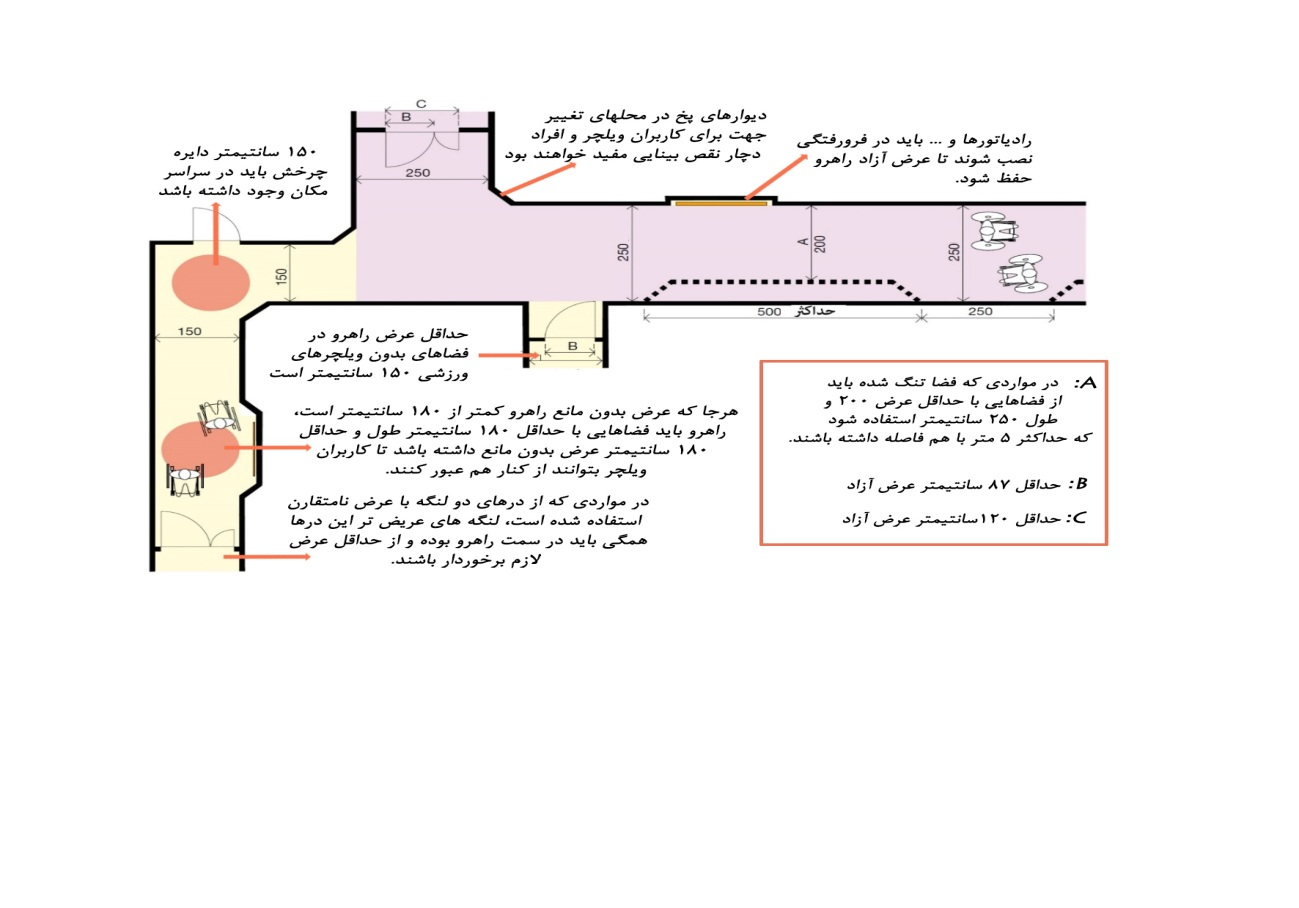 C
B
250
دیوارهای پخ در محلهای تغییر
جهت برای کاربران ویلچر و افراد
دچار نقص بینایی مفید خواهند بود
رادیاتورها و ... باید در فرورفتگی
نصب شوند تا عرض آزاد راهرو
حفظ شود.
۱۵۰ سانتیمتر دایره
چرخش باید در سراسر
مکان وجود داشته باشد
150
250
A
200
250
500 حداکثر
250
150
حداقل عرض راهرو در
فضاهای بدون ویلچرهای
ورزشی ۱۵۰ سانتیمتر است
B
هرجا که عرض بدون مانع راهرو کمتر از ۱۸۰ سانتیمتر است،
راهرو باید فضاهایی با حداقل ۱۸۰ سانتیمتر طول و حداقل
۱۸۰ سانتیمتر عرض بدون مانع داشته باشد تا کاربران
ویلچر بتوانند از کنار هم عبور کنند.
در مواردی که از درهای دو لنگه با عرض نامتقارن
استفاده شده است، لنگه های عریض تر این درها
همگی باید در سمت راهرو بوده و از حداقل عرض
لازم برخوردار باشند.
A: در مواردی که فضا تنگ شده باید
از فضاهایی با حداقل عرض ۲۰۰ و
طول ۲۵۰ سانتیمتر استفاده شود
که حداکثر ۵ متر با هم فاصله داشته باشند.
B: حداقل ۸۷ سانتیمتر عرض آزاد
C: حداقل ۱۲۰سانتیمتر عرض آزاد